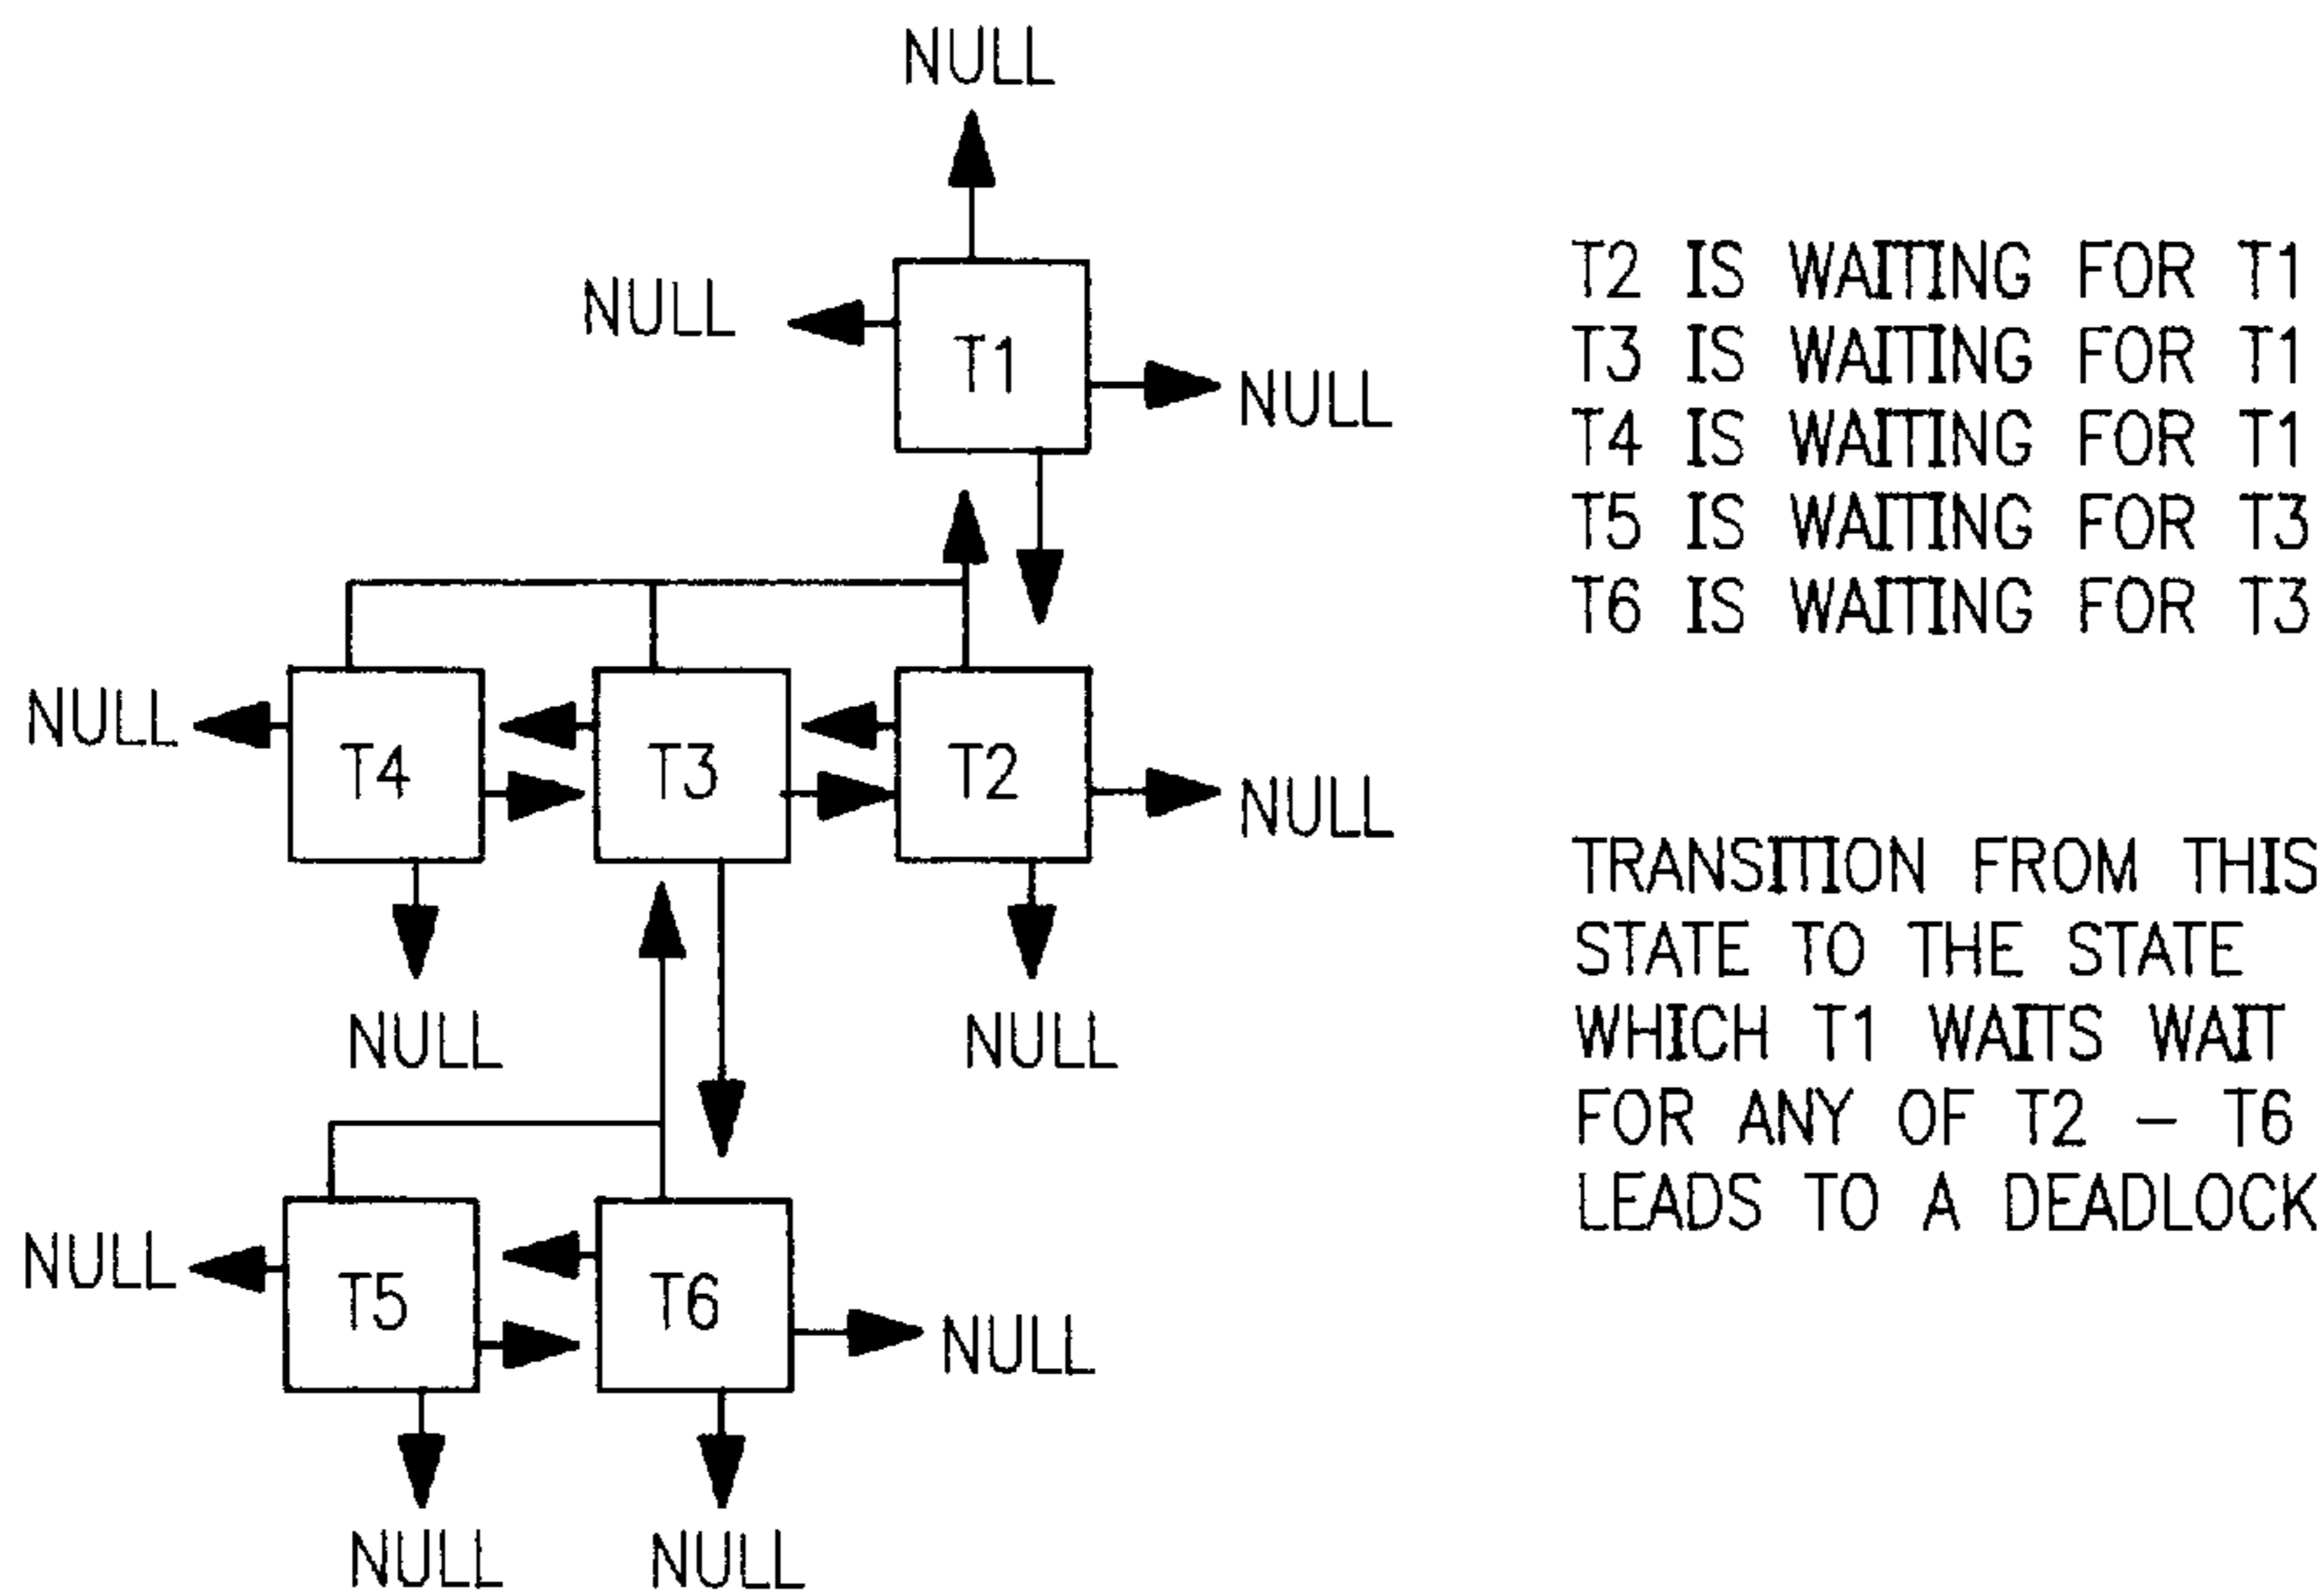 NULL
NULL
T1
NULL
T2 IS WAITING FOR T1
T3 IS WAITING FOR T1
T4 IS WAITING FOR T1
T5 IS WAITING FOR T3
T6 IS WAITING FOR T3
NULL
T4
T3
T2
NULL
NULL
NULL
TRANSITION FROM THIS
STATE TO THE STATE
WHICH T1 WAITS WAIT
FOR ANY OF T2 – T6
LEADS TO A DEADLOCK
NULL
T5
T6
NULL
NULL
NULL